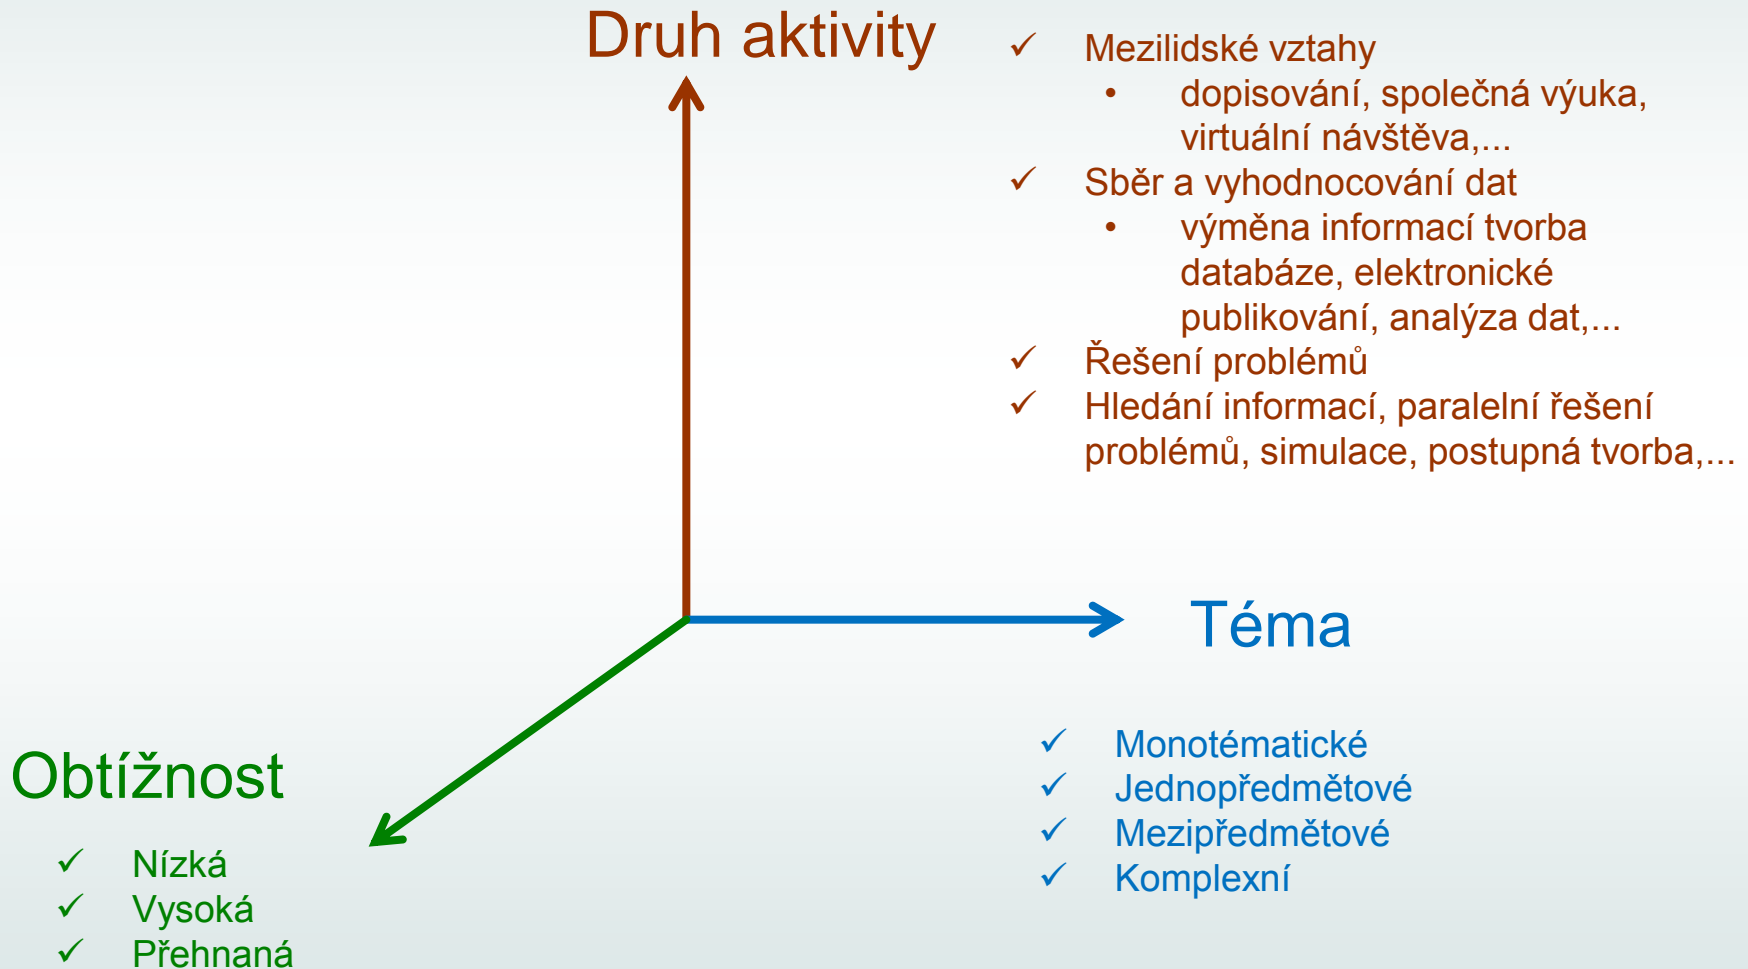 Druh aktivity
✓ Mezilidské vztahy
• dopisování, společná výuka,
virtuální návštěva,...
✓ Sběr a vyhodnocování dat
• výměna informací tvorba
databáze, elektronické
publikování, analýza dat,...
✓ Řešení problémů
✓ Hledání informací, paralelní řešení
problémů, simulace, postupná tvorba,...
Téma
✓ Monotématické
✓ Jednopředmětové
✓ Mezipředmětové
✓ Komplexní
Obtížnost
✓ Nízká
✓ Vysoká
✓ Přehnaná